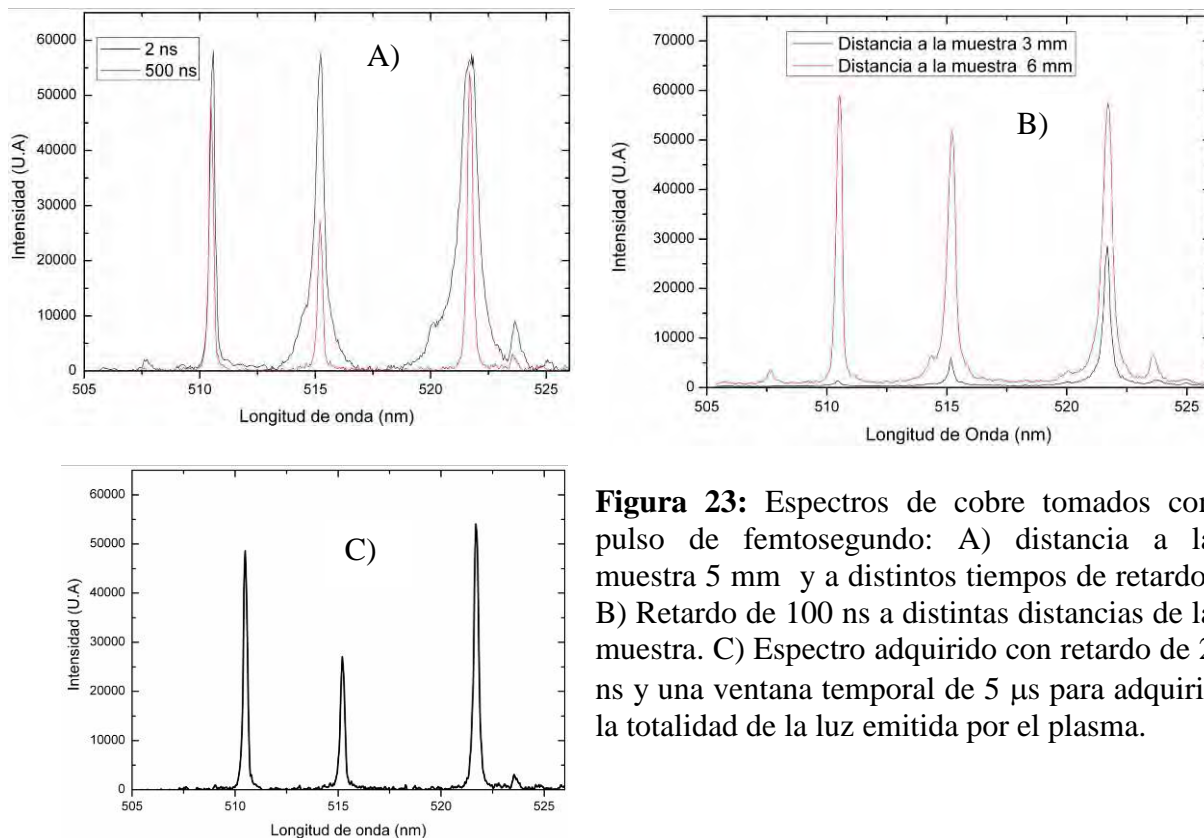 2 ns
500 ns
A)
60000
50000
40000
30000
20000
10000
0
505
510
515
520
525
Intensidad (U.A)
Longitud de onda (nm)
Distancia a la muestra 3 mm
Distancia a la muestra 6 mm
B)
70000
60000
50000
40000
30000
20000
10000
0
505
510
515
520
525
Intensidad (U.A)
Longitud de Onda (nm)
C)
60000
50000
40000
30000
20000
10000
0
505
510
515
520
525
Intensidad (U.A)
Longitud de onda (nm)
Figura 23: Espectros de cobre tomados con
pulso de femtosegundo: A) distancia a la
muestra 5 mm y a distintos tiempos de retardo
B) Retardo de 100 ns a distintas distancias de la
muestra. C) Espectro adquirido con retardo de 2
ns y una ventana temporal de 5 μs para adquiri
la totalidad de la luz emitida por el plasma.